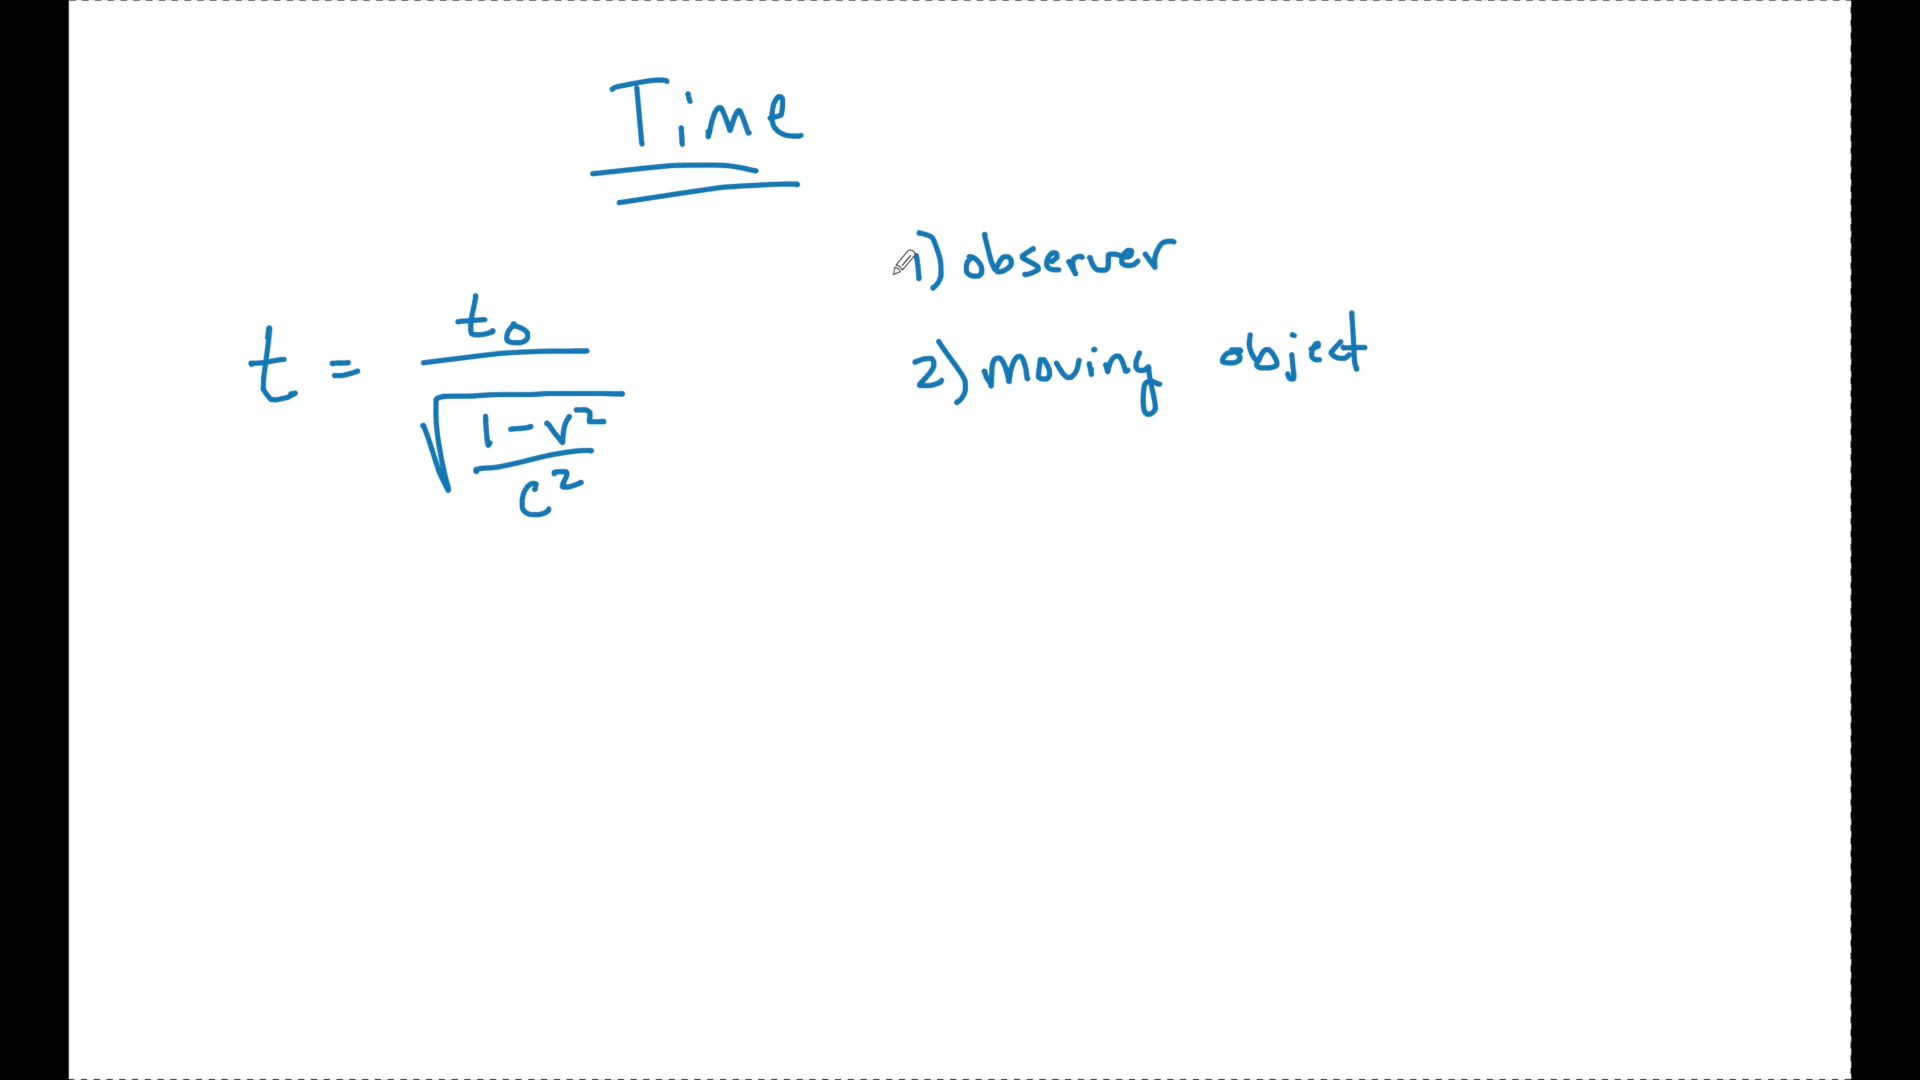 Time
1) observer
2) moving object
t = t₀ / √((1-v²)/c²)